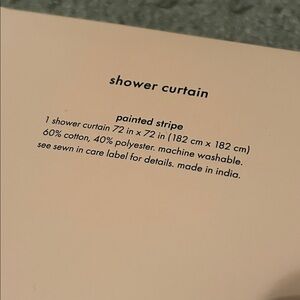 shower curtain
painted stripe
1 shower curtain 72 in x 72 in (182 cm x 182 cm)
60% cotton, 40% polyester. machine washable.
see sewn in care label for details. made in india.